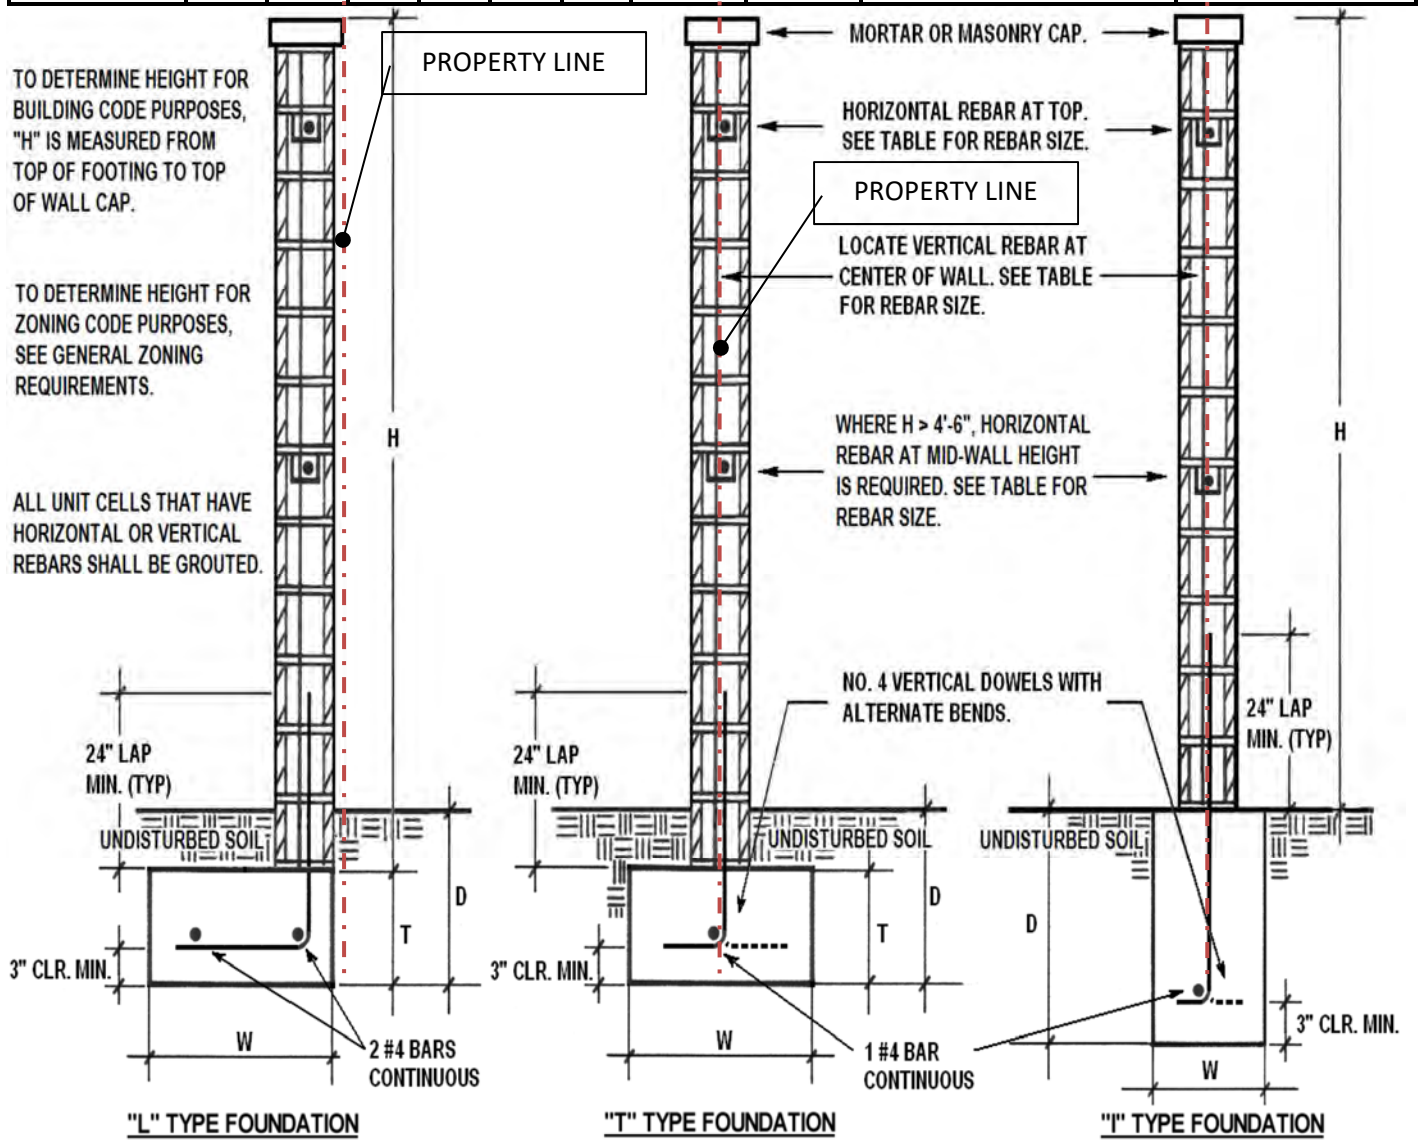 PROPERTY LINE
MORTAR OR MASONRY CAP.
TO DETERMINE HEIGHT FOR
BUILDING CODE PURPOSES,
"H" IS MEASURED FROM
TOP OF FOOTING TO TOP
OF WALL CAP.
HORIZONTAL REBAR AT TOP.
SEE TABLE FOR REBAR SIZE.
PROPERTY LINE
LOCATE VERTICAL REBAR AT
CENTER OF WALL. SEE TABLE
FOR REBAR SIZE.
TO DETERMINE HEIGHT FOR
ZONING CODE PURPOSES,
SEE GENERAL ZONING
REQUIREMENTS.
H
WHERE H > 4'-6", HORIZONTAL
REBAR AT MID-WALL HEIGHT
IS REQUIRED. SEE TABLE FOR
REBAR SIZE.
H
ALL UNIT CELLS THAT HAVE
HORIZONTAL OR VERTICAL
REBARS SHALL BE GROUTED.
NO. 4 VERTICAL DOWELS WITH
ALTERNATE BENDS.
24" LAP
MIN. (TYP)
24" LAP
MIN. (TYP)
24" LAP
MIN. (TYP)
UNDISTURBED SOIL
UNDISTURBED SOIL
UNDISTURBED SOIL
D
T
D
T
D
3" CLR. MIN.
3" CLR. MIN.
3" CLR. MIN.
W
W
W
2 #4 BARS
CONTINUOUS
1 #4 BAR
CONTINUOUS
"L" TYPE FOUNDATION
"T" TYPE FOUNDATION
"I" TYPE FOUNDATION